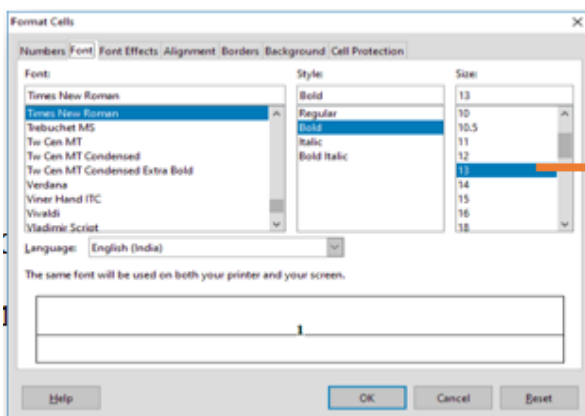 Format Cells
Numbers Font Font Effects Alignment Borders Background Cell Protection
Font: Style: Size:
Times New Roman Bold 13
Times New Roman Regular 10
Trebuchet MS Bold 10.5
Tw Cen MT Italic 11
Tw Cen MT Condensed Bold Italic 12
Tw Cen MT Condensed Extra Bold 13
Verdana 14
Viner Hand ITC 15
Vivaldi 16
Vladimir Script 18
Language: English (India)
The same font will be used on both your printer and your screen.
1
Help OK Cancel Reset